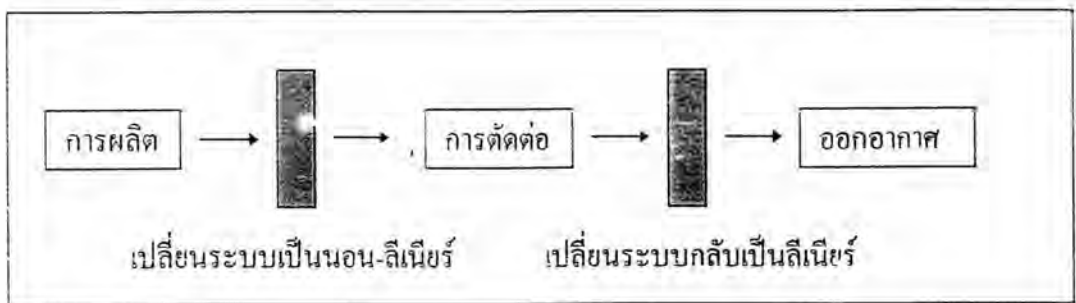 การผลิต การตัดต่อ ออกอากาศ
เปลี่ยนระบบเป็นนอน-ลีเนียร์ เปลี่ยนระบบกลับเป็นลีเนียร์